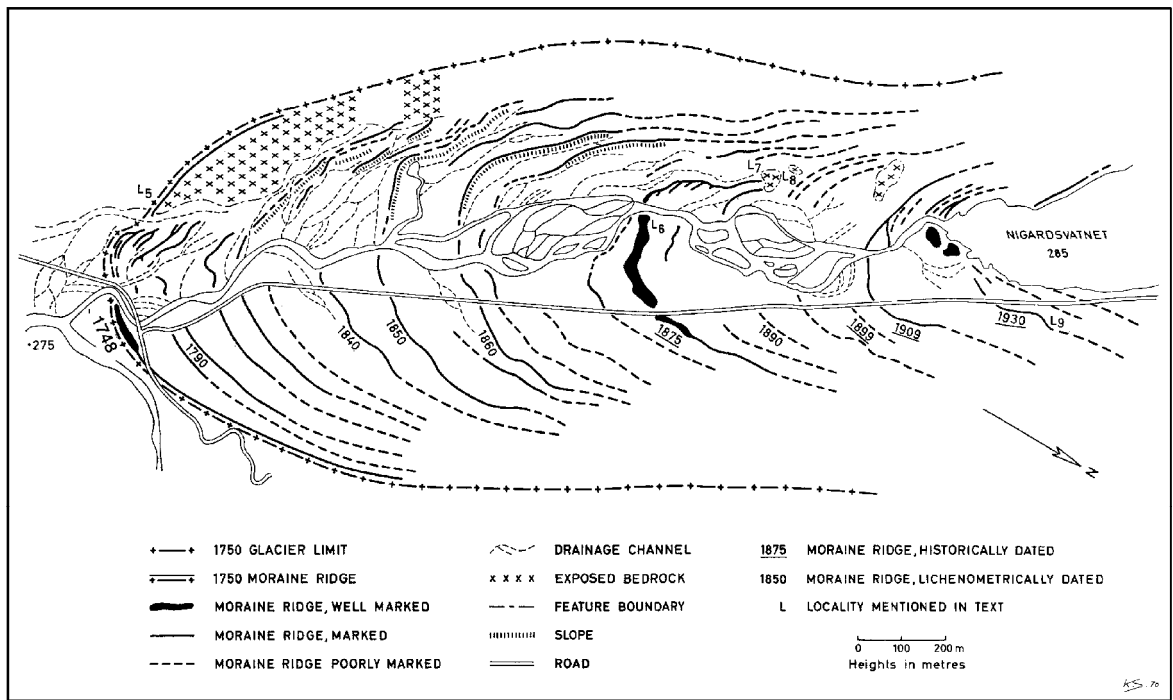 L5
L7
L8
L6
NIGARDSVATNET
285
+275
1748
1790
1840
1850
1860
1875
1890
1899
1909
1930
L9
N
1750 GLACIER LIMIT
1750 MORAINE RIDGE
MORAINE RIDGE, WELL MARKED
MORAINE RIDGE, MARKED
MORAINE RIDGE POORLY MARKED
DRAINAGE CHANNEL
EXPOSED BEDROCK
FEATURE BOUNDARY
SLOPE
ROAD
1875 MORAINE RIDGE, HISTORICALLY DATED
1850 MORAINE RIDGE, LICHENOMETRICALLY DATED
L LOCALITY MENTIONED IN TEXT
0 100 200 m
Heights in metres
KS. 70